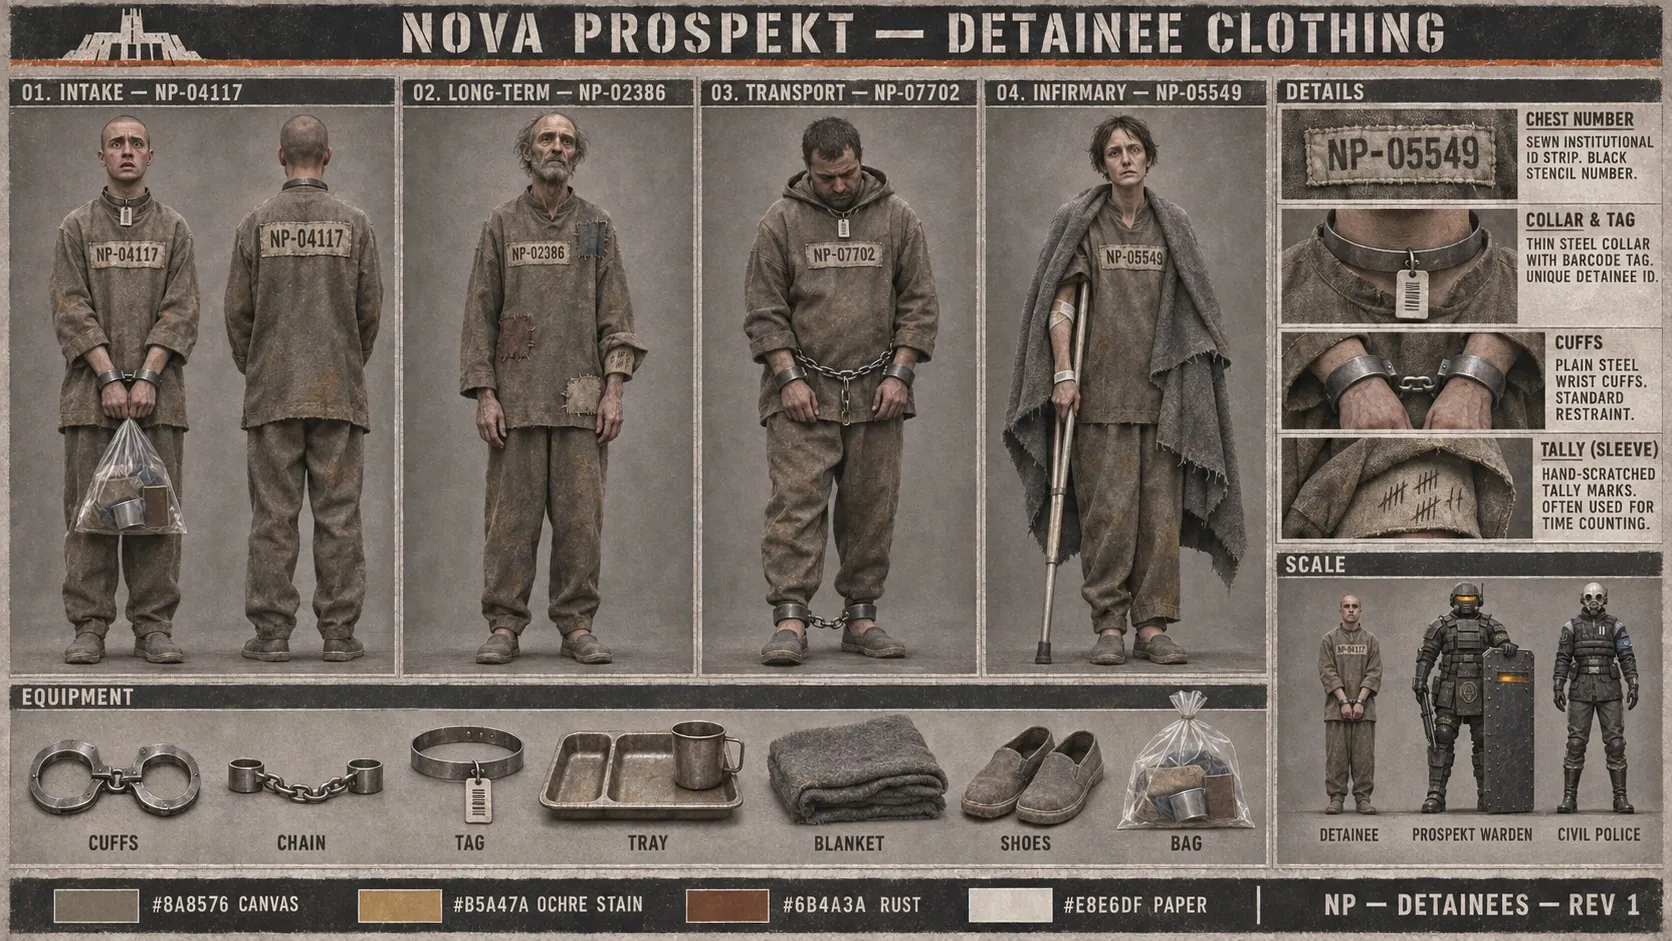 NOVA PROSPEKT — DETAINEE CLOTHING
01. INTAKE — NP-04117
NP-04117
NP-04117
02. LONG-TERM — NP-02386
NP-02386
03. TRANSPORT — NP-07702
NP-07702
04. INFIRMARY — NP-05549
NP-05549
DETAILS
NP-05549
CHEST NUMBER
SEWN INSTITUTIONAL
ID STRIP. BLACK
STENCIL NUMBER.
COLLAR & TAG
THIN STEEL COLLAR
WITH BARCODE TAG.
UNIQUE DETAINEE ID.
CUFFS
PLAIN STEEL
WRIST CUFFS.
STANDARD
RESTRAINT.
TALLY (SLEEVE)
HAND-SCRATCHED
TALLY MARKS.
OFTEN USED FOR
TIME COUNTING.
SCALE
NP-04117
DETAINEE
PROSPEKT WARDEN
CIVIL POLICE
EQUIPMENT
CUFFS
CHAIN
TAG
TRAY
BLANKET
SHOES
BAG
#8A8576 CANVAS
#B5A47A OCHRE STAIN
#6B4A3A RUST
#E8E6DF PAPER
NP — DETAINEES — REV 1